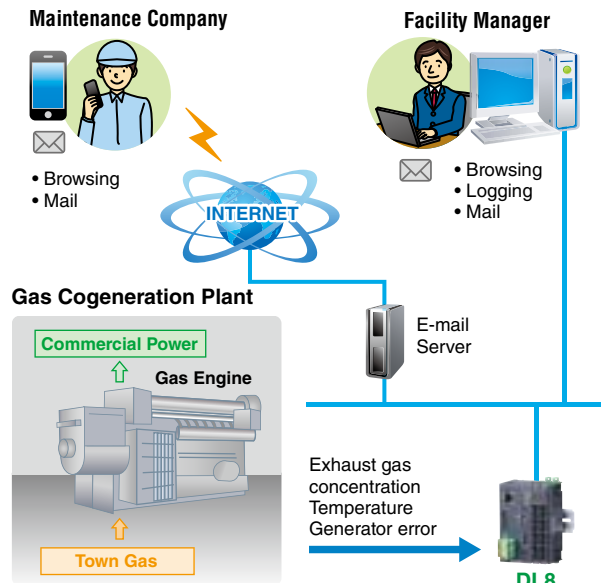 Maintenance Company
Facility Manager
• Browsing
• Mail
• Browsing
• Logging
• Mail
INTERNET
Gas Cogeneration Plant
E-mail
Server
Commercial Power
Gas Engine
Town Gas
Exhaust gas
concentration
Temperature
Generator error
DL8